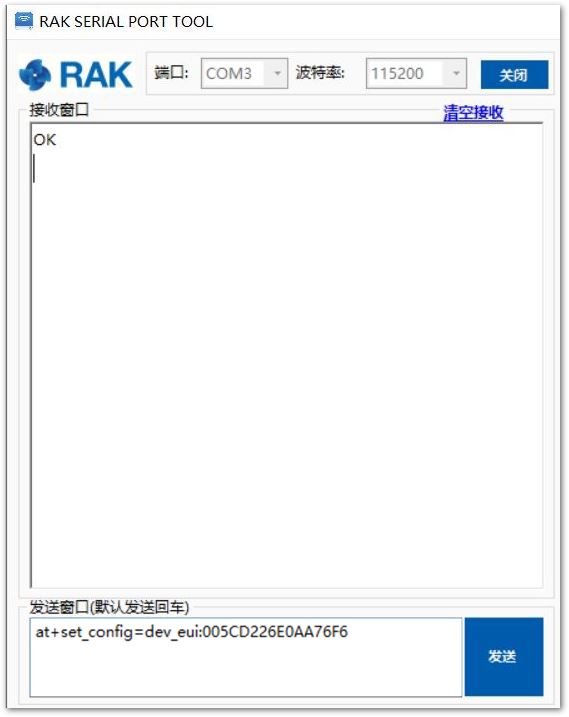 RAK SERIAL PORT TOOL
RAK 端口: COM3 波特率: 115200 关闭
接收窗口 清空接收
OK
发送窗口(默认发送回车)
at+set_config=dev_eui:005CD226E0AA76F6
发送